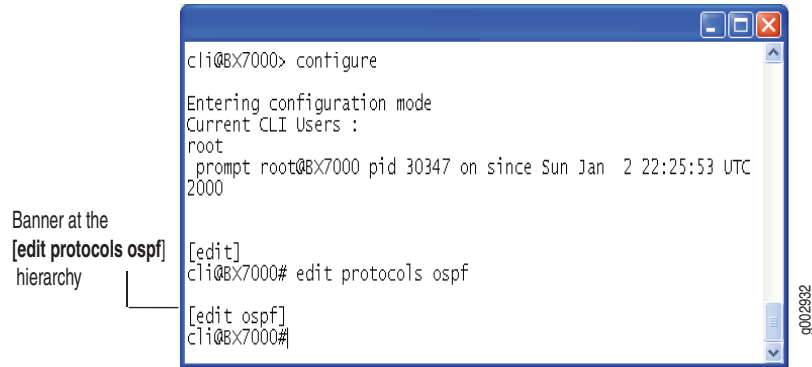 cli@BX7000> configure
Entering configuration mode
Current CLI Users :
root
prompt root@BX7000 pid 30347 on since Sun Jan 2 22:25:53 UTC
2000
[edit]
cli@BX7000# edit protocols ospf
[edit ospf]
cli@BX7000#
Banner at the
[edit protocols ospf]
hierarchy
g002932